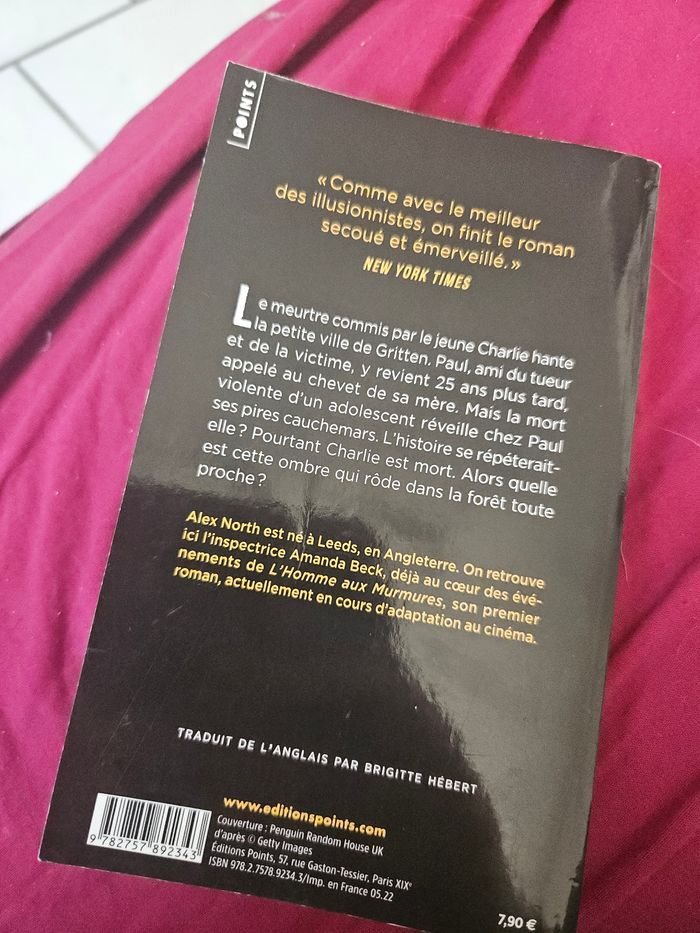 POINTS
« Comme avec le meilleur
des illusionnistes, on finit le roman
secoué et émerveillé. »
NEW YORK TIMES
Le meurtre commis par le jeune Charlie hante
la petite ville de Gritten. Paul, ami du tueur
et de la victime, y revient 25 ans plus tard,
appelé au chevet de sa mère. Mais la mort
violente d'un adolescent réveille chez Paul
ses pires cauchemars. L'histoire se répéterait-
elle ? Pourtant Charlie est mort. Alors quelle
est cette ombre qui rôde dans la forêt toute
proche ?
Alex North est né à Leeds, en Angleterre. On retrouve
ici l'inspectrice Amanda Beck, déjà au cœur des évé-
nements de L'Homme aux Murmures, son premier
roman, actuellement en cours d'adaptation au cinéma.
TRADUIT DE L'ANGLAIS PAR BRIGITTE HÉBERT
www.editionspoints.com
Couverture : Penguin Random House UK
d'après © Getty Images
Éditions Points, 57, rue Gaston-Tessier, Paris XIXe
ISBN 978.2.7578.9234.3/Imp. en France 05.22
9 782757 892343
7,90 €